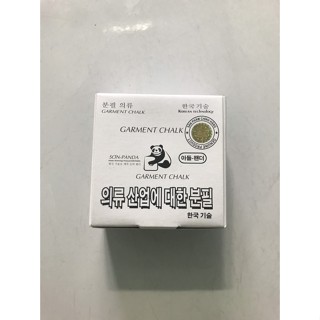 분필 의류
GARMENT CHALK
한국 기술
Korean technology
GARMENT CHALK
SON-PANDA
아들-팬더
GARMENT CHALK
의류 산업에 대한 분필
한국 기술